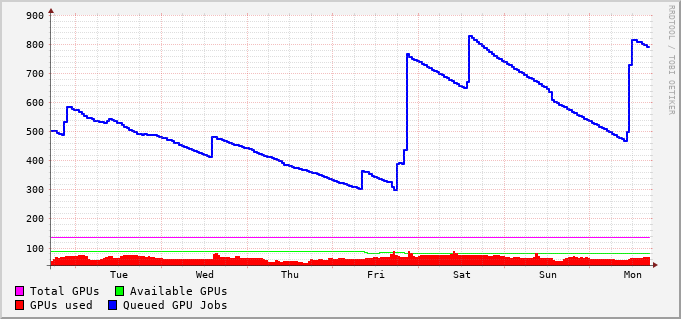 900
800
700
600
500
400
300
200
100
Tue Wed Thu Fri Sat Sun Mon
Total GPUs Available GPUs
GPUs used Queued GPU Jobs
RRDTOOL / TOBI OETIKER